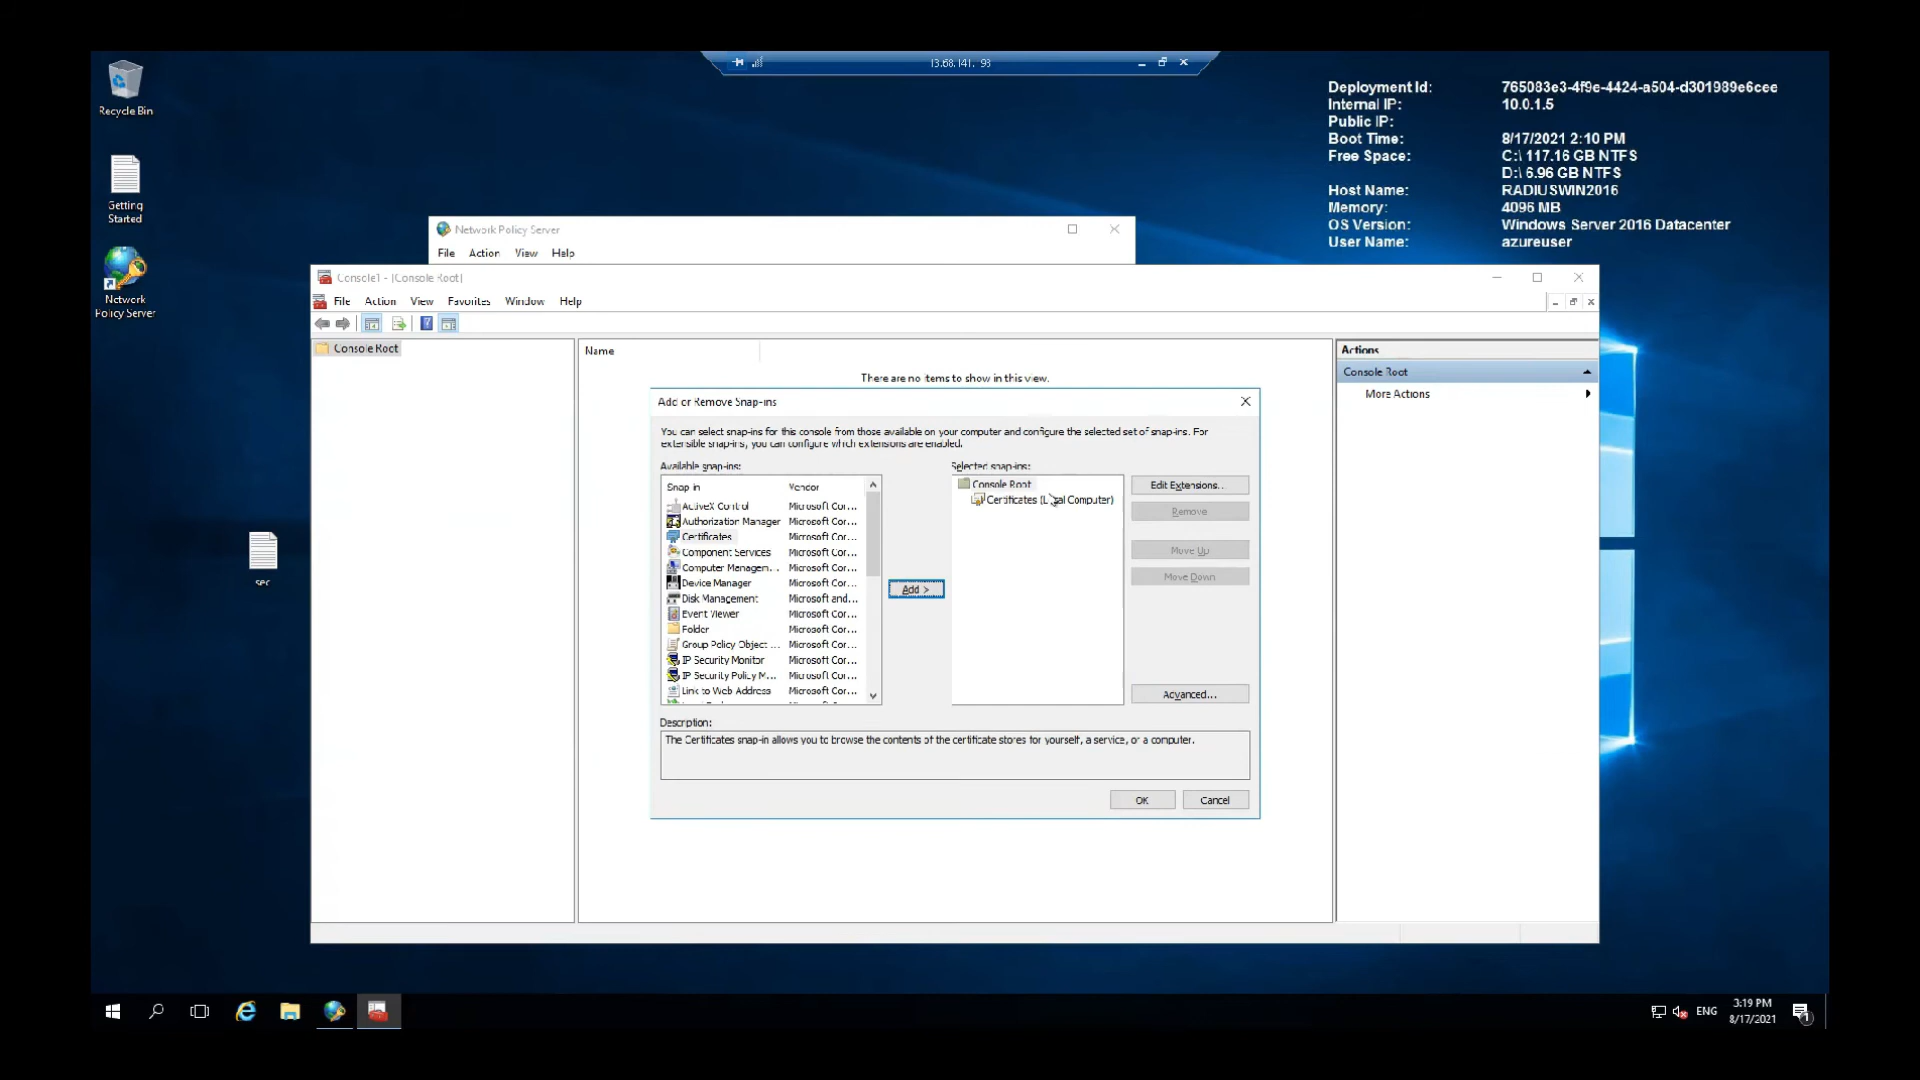 13.68.141. 93
Recycle Bin
Getting
Started
Network
Policy Server
sec
Deployment Id: 765083e3-4f9e-4424-a504-d301989e6cee
Internal IP: 10.0.1.5
Public IP:
Boot Time: 8/17/2021 2:10 PM
Free Space: C:\ 117.16 GB NTFS
D:\ 6.96 GB NTFS
Host Name: RADIUSWIN2016
Memory: 4096 MB
OS Version: Windows Server 2016 Datacenter
User Name: azureuser
Network Policy Server
File Action View Help
Console1 - [Console Root]
File Action View Favorites Window Help
Console Root
Name
There are no items to show in this view.
Actions
Console Root
More Actions
Add or Remove Snap-ins
You can select snap-ins for this console from those available on your computer and configure the selected set of snap-ins. For
extensible snap-ins, you can configure which extensions are enabled.
Available snap-ins:
Snap in Vendor
ActiveX Control Microsoft Cor...
Authorization Manager Microsoft Cor...
Certificates Microsoft Cor...
Component Services Microsoft Cor...
Computer Managem... Microsoft Cor...
Device Manager Microsoft Cor...
Disk Management Microsoft and...
Event Viewer Microsoft Cor...
Folder Microsoft Cor...
Group Policy Object ... Microsoft Cor...
IP Security Monitor Microsoft Cor...
IP Security Policy M... Microsoft Cor...
Link to Web Address Microsoft Cor...
Add >
Selected snap-ins:
Console Root
Certificates (Local Computer)
Edit Extensions...
Remove
Move Up
Move Down
Advanced...
Description:
The Certificates snap-in allows you to browse the contents of the certificate stores for yourself, a service, or a computer.
OK Cancel
ENG
3:19 PM
8/17/2021
1